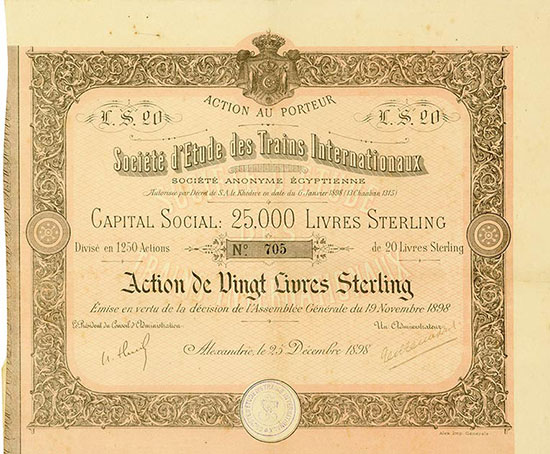 ACTION AU PORTEUR
L.S. 20 L.S. 20
Société d'Etude des Trains Internationaux
SOCIÉTÉ ANONYME ÉGYPTIENNE
Autorisée par Décret de S.A. le Khédive en date du 6 Janvier 1898 (13 Chaaban 1315)
CAPITAL SOCIAL: 25,000 LIVRES STERLING
Divisé en 1250 Actions No 705 de 20 Livres Sterling
Action de Vingt Livres Sterling
Émise en vertu de la décision de l'Assemblée Générale du 19 Novembre 1898
Le Président du Conseil d'Administration Un Administrateur
Alexandrie, le 25 Décembre 1898